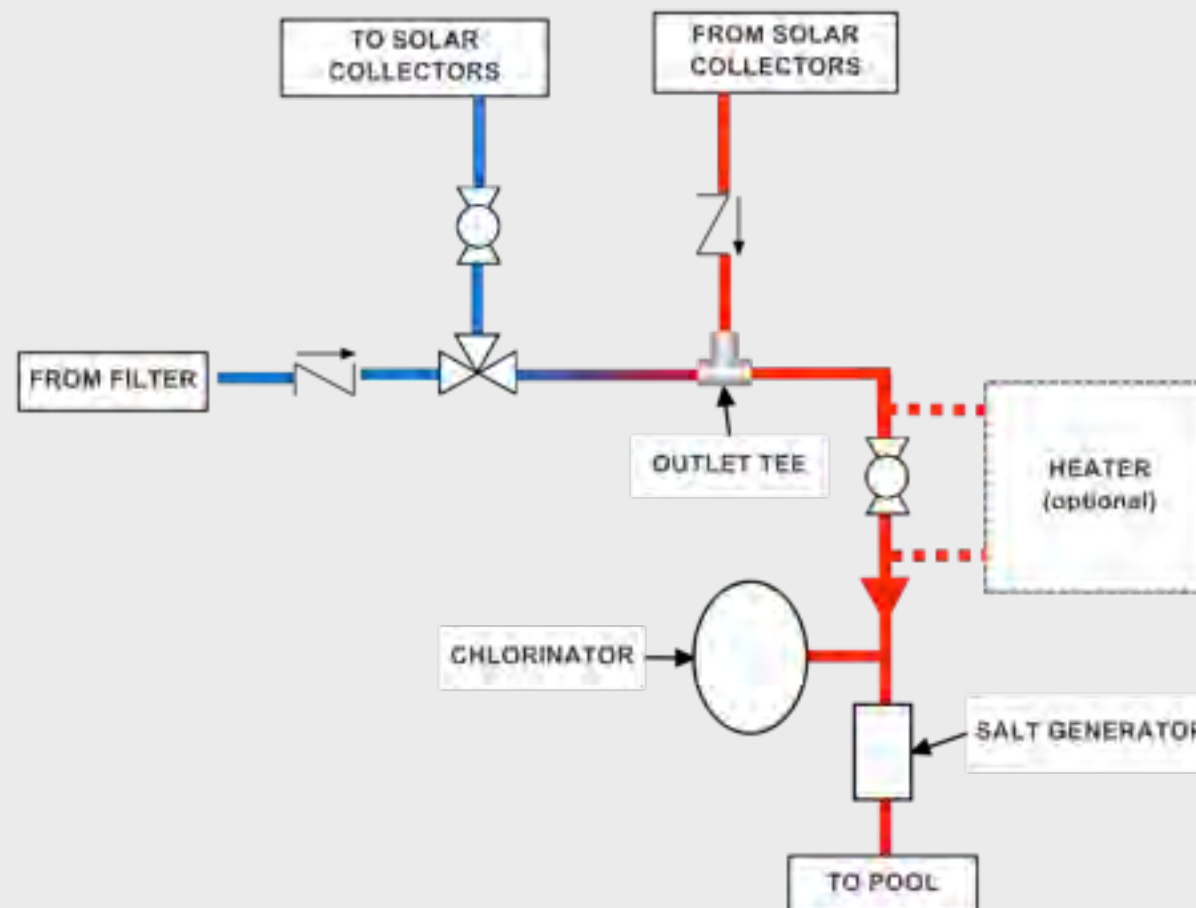 TO SOLAR
COLLECTORS
FROM SOLAR
COLLECTORS
FROM FILTER
OUTLET TEE
HEATER
(optional)
CHLORINATOR
SALT GENERATOR
TO POOL